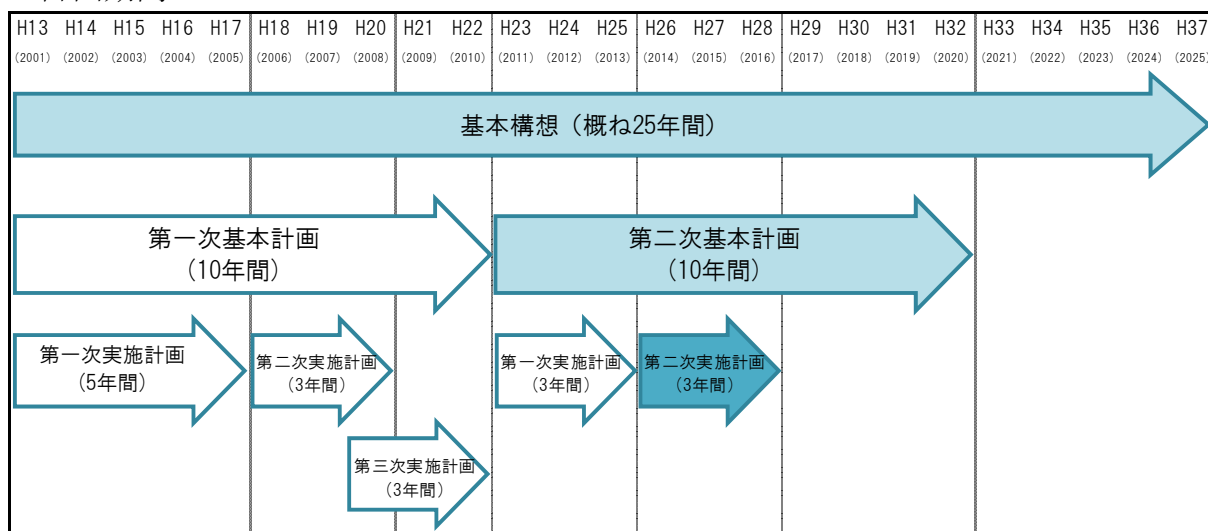 H13 H14 H15 H16 H17 H18 H19 H20 H21 H22 H23 H24 H25 H26 H27 H28 H29 H30 H31 H32 H33 H34 H35 H36 H37
(2001) (2002) (2003) (2004) (2005) (2006) (2007) (2008) (2009) (2010) (2011) (2012) (2013) (2014) (2015) (2016) (2017) (2018) (2019) (2020) (2021) (2022) (2023) (2024) (2025)
基本構想（概ね25年間）
第一次基本計画
（10年間）
第二次基本計画
（10年間）
第一次実施計画
（5年間）
第二次実施計画
（3年間）
第一次実施計画
（3年間）
第二次実施計画
（3年間）
第三次実施計画
（3年間）